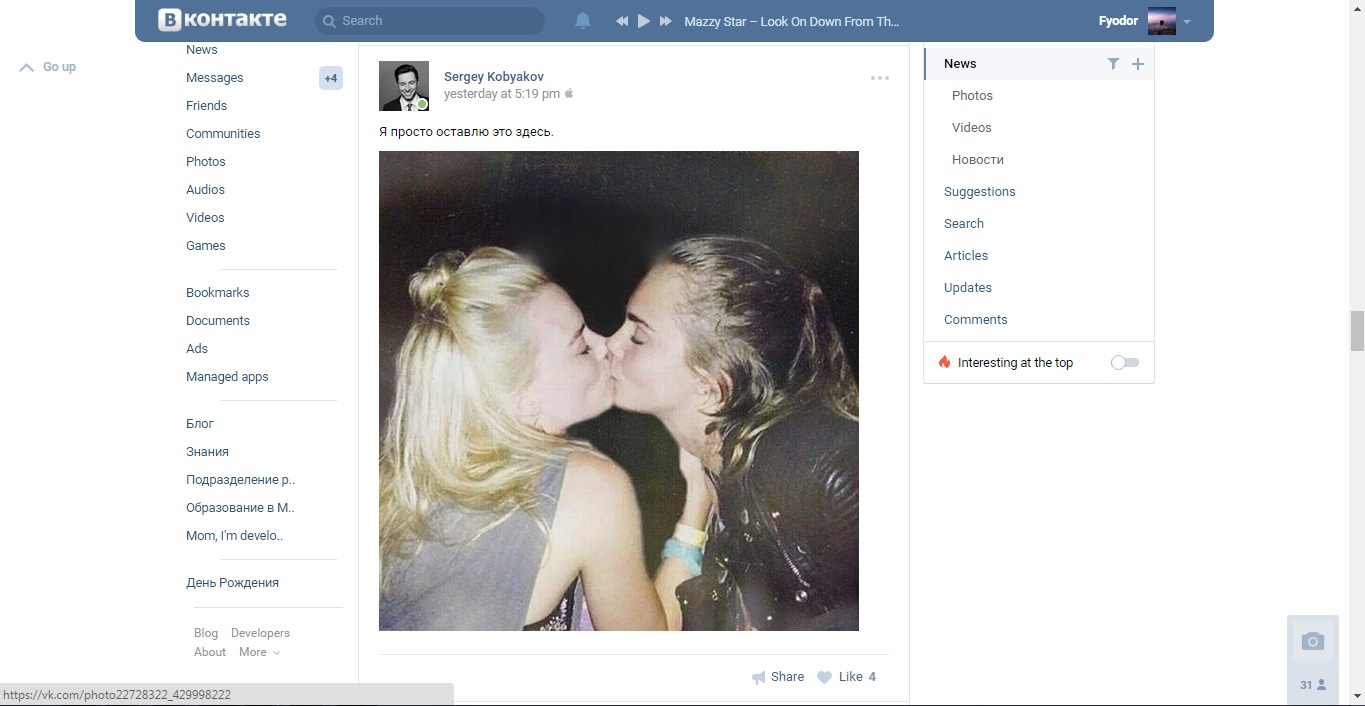 Вконтакте
Search
Mazzy Star – Look On Down From Th...
Fyodor
Go up
News
Messages
+4
Friends
Communities
Photos
Audios
Videos
Games
Bookmarks
Documents
Ads
Managed apps
Блог
Знания
Подразделение р..
Образование в М..
Mom, I'm develo..
День Рождения
Blog Developers
About More
Sergey Kobyakov
yesterday at 5:19 pm
Я просто оставлю это здесь.
Share
Like 4
News
Photos
Videos
Новости
Suggestions
Search
Articles
Updates
Comments
Interesting at the top
31
https://vk.com/photo22728322_429998222